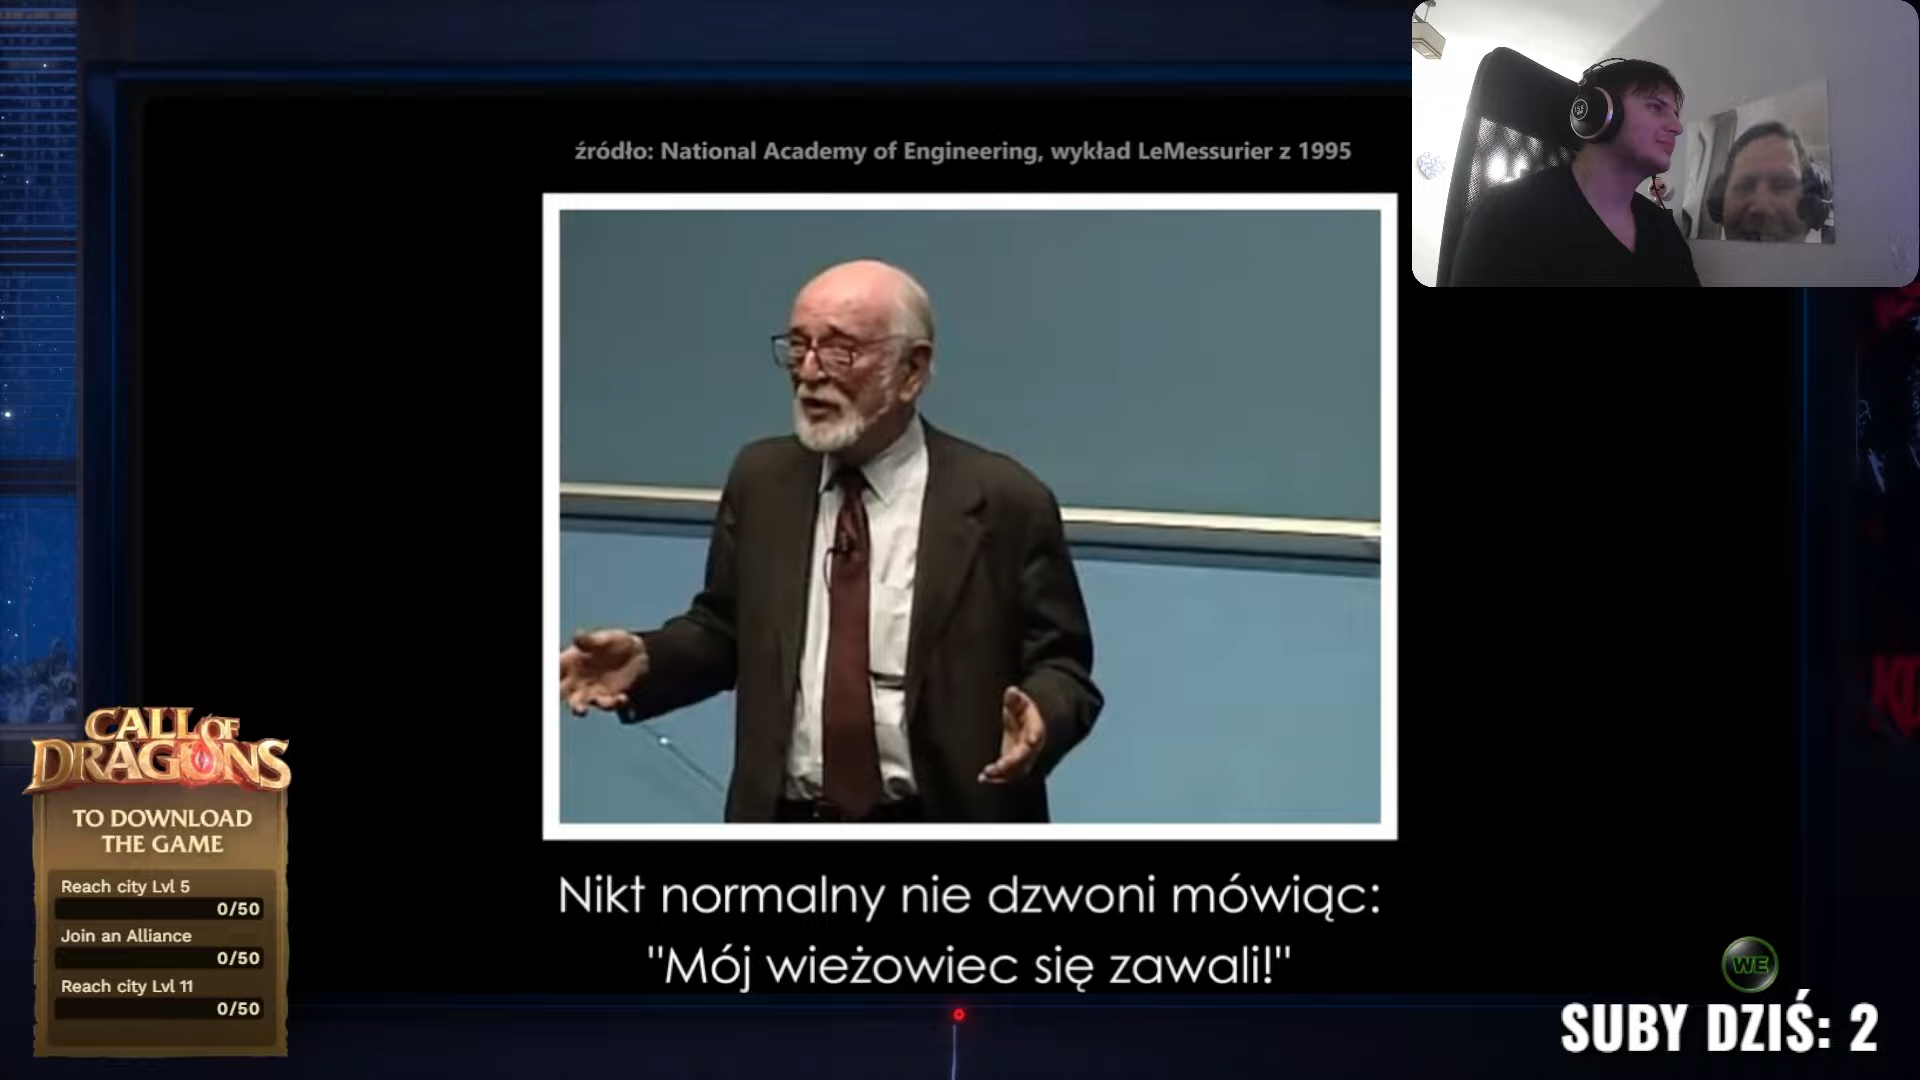 źródło: National Academy of Engineering, wykład LeMessurier z 1995
Nikt normalny nie dzwoni mówiąc:
"Mój wieżowiec się zawali!"
CALL OF
DRAGONS
TO DOWNLOAD
THE GAME
Reach city Lvl 5
0/50
Join an Alliance
0/50
Reach city Lvl 11
0/50
WE
SUBY DZIŚ: 2